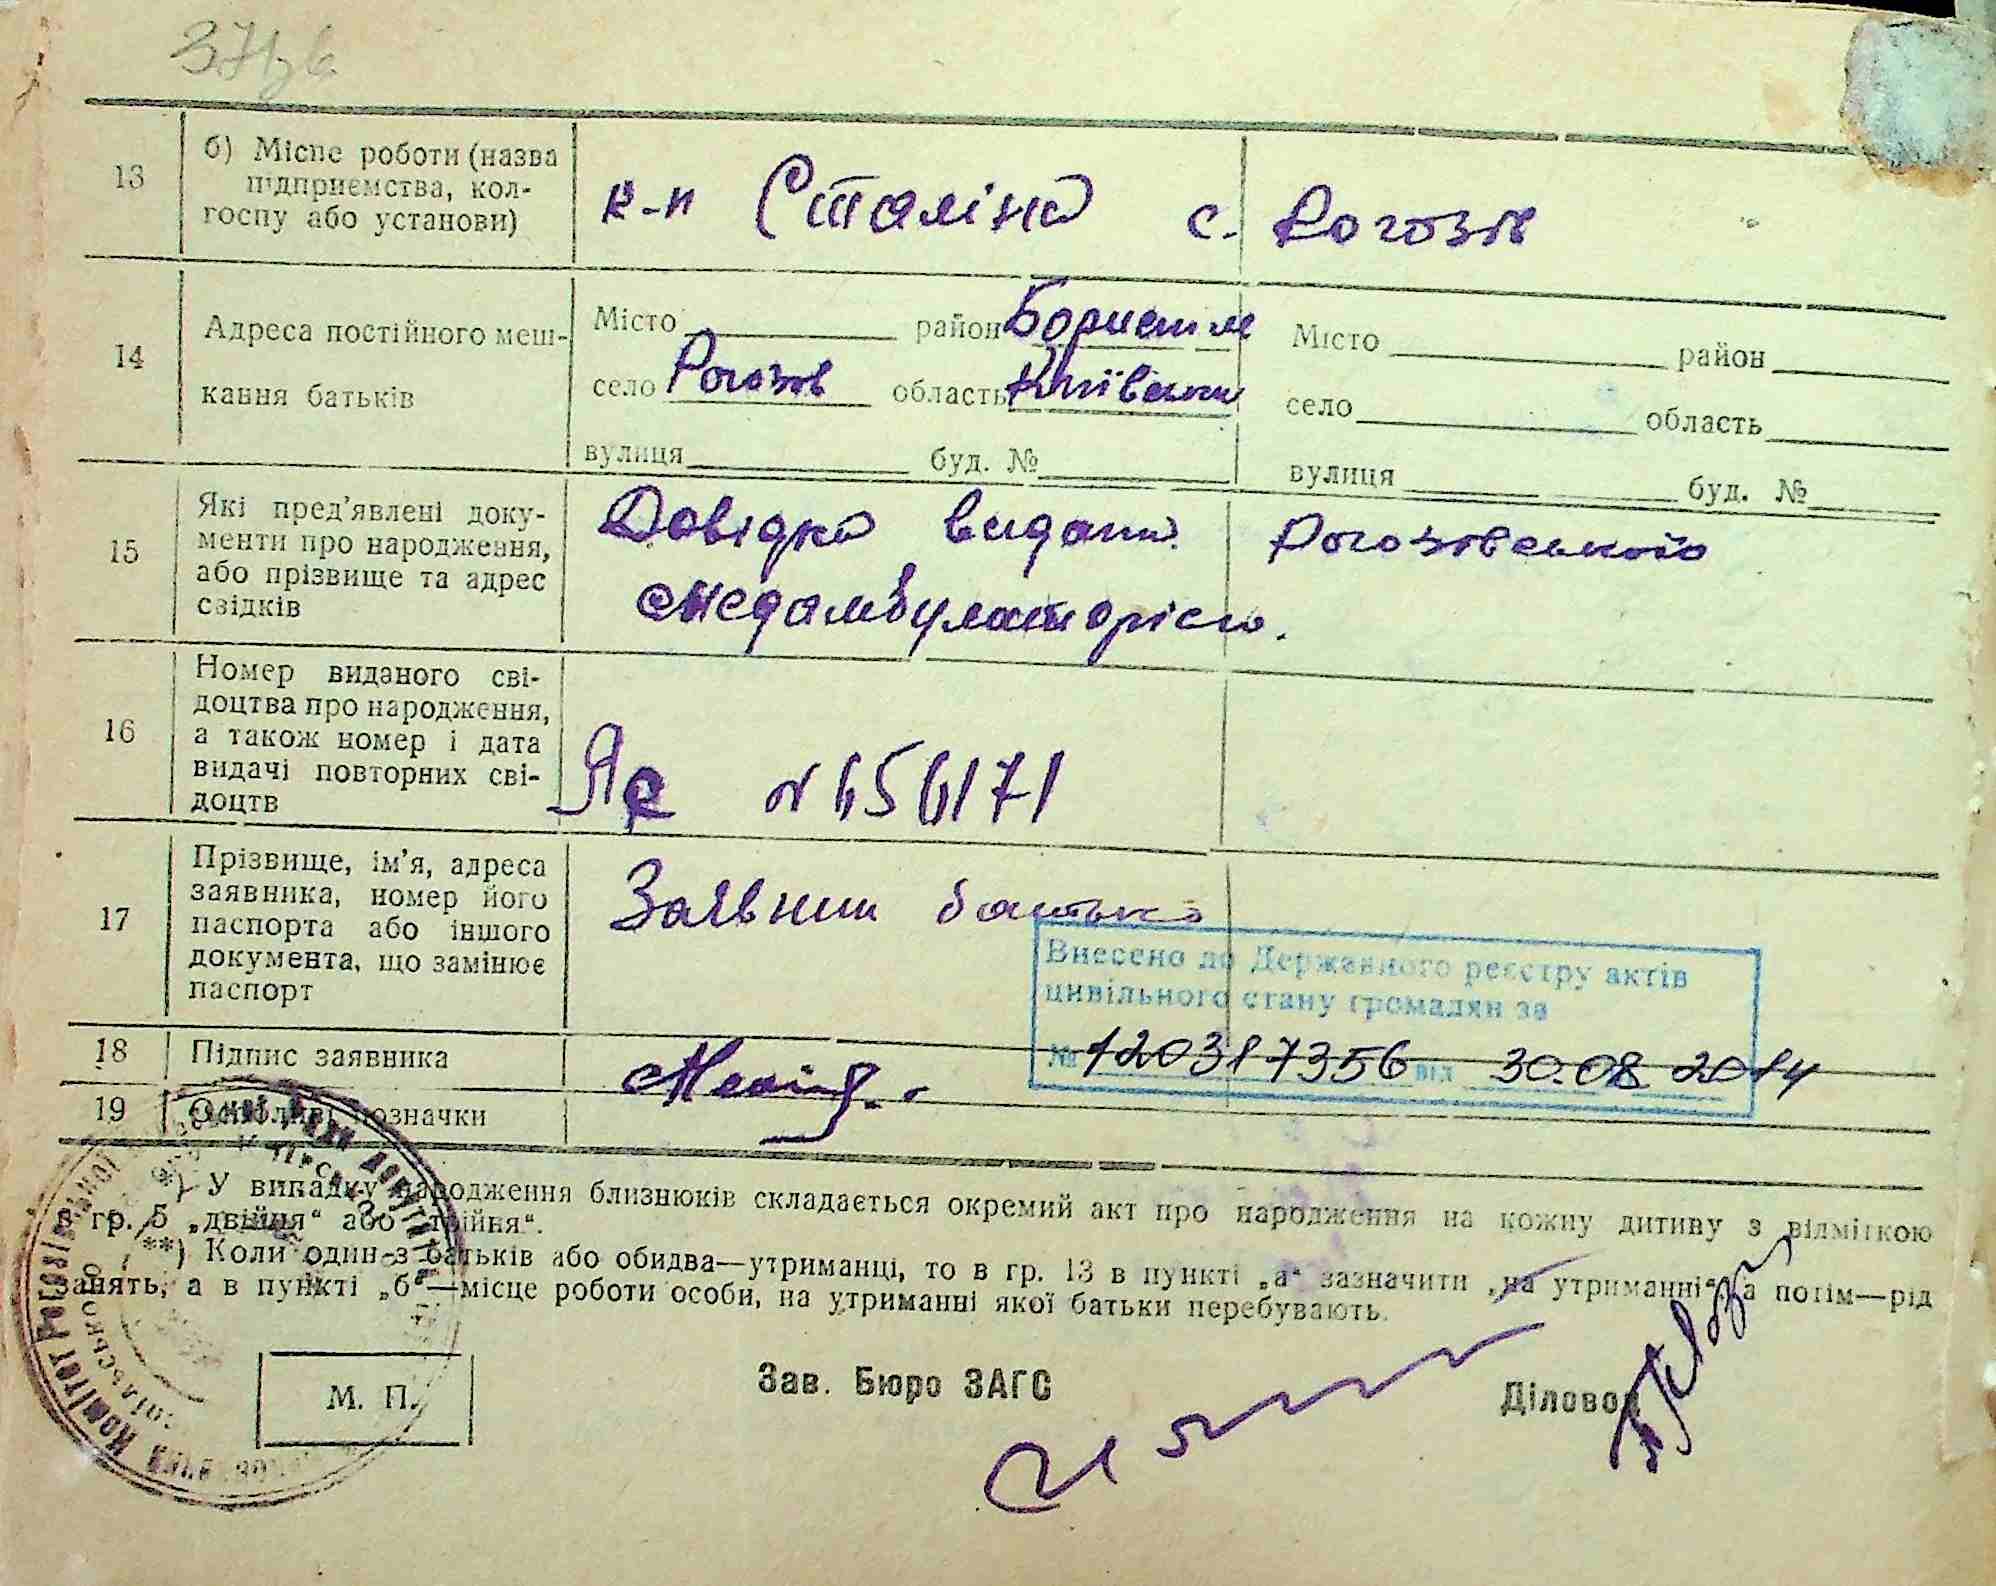 13
б) Місце роботи (назва
підприємства, кол-
госпу або установи)
к-п Сталіна с. Рогозів
14
Адреса постійного меш-
кання батьків
Місто район Бориспіль
село Рогозів область Київська
вулиця буд. №
Місто район
село область
вулиця буд. №
15
Які пред'явлені доку-
менти про народження,
або прізвище та адрес
свідків
Довідка видана Рогозівською
медамбулаторією.
16
Номер виданого сві-
доцтва про народження,
а також номер і дата
видачі повторних сві-
доцтв
17
Прізвище, ім'я, адреса
заявника, номер його
паспорта або іншого
документа, що замінює
паспорт
Заявник батько
Внесено до Державного реєстру актів
цивільного стану громадян за
№ 120317356 від 30.08 2014
18
Підпис заявника
19
Особливі позначки
*) У випадку народження близнюків складається окремий акт про народження на кожну дитину з відміткою
в гр. 5 „двійня“ або „трійня“.
**) Коли один з батьків або обидва—утриманці, то в гр. 13 в пункті „а“ зазначити „на утриманні“, а потім—рід
занять, а в пункті „б“—місце роботи особи, на утриманні якої батьки перебувають.
М. П.
Зав. Бюро ЗАГС
Діловод